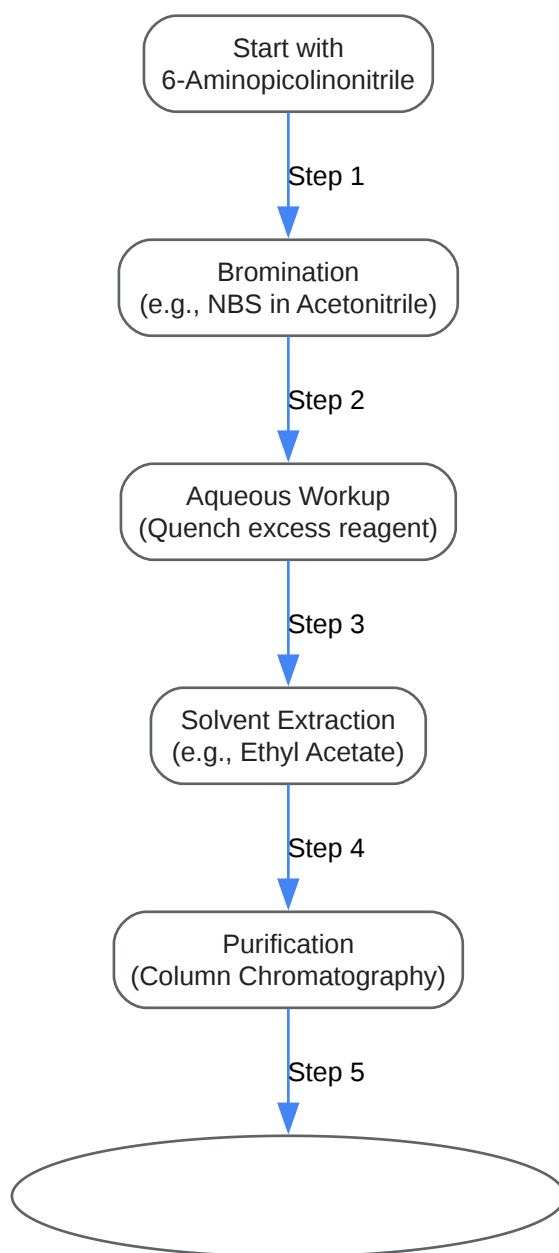 Start with
6-Aminopicolinonitrile
Step 1
Bromination
(e.g., NBS in Acetonitrile)
Step 2
Aqueous Workup
(Quench excess reagent)
Step 3
Solvent Extraction
(e.g., Ethyl Acetate)
Step 4
Purification
(Column Chromatography)
Step 5